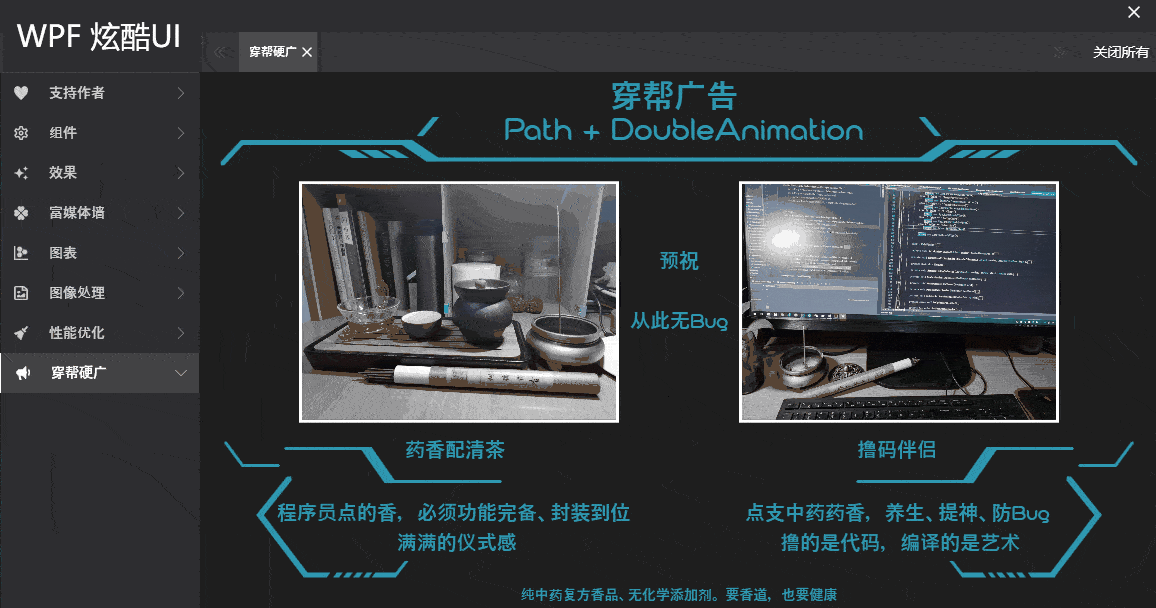 WPF 炫酷UI
穿帮硬广
关闭所有
支持作者
组件
效果
富媒体墙
图表
图像处理
性能优化
穿帮硬广
穿帮广告
Path + DoubleAnimation
预祝
从此无Bug
药香配清茶
撸码伴侣
程序员点的香，必须功能完备、封装到位
满满的仪式感
点支中药药香，养生、提神、防Bug
撸的是代码，编译的是艺术
纯中药复方香品、无化学添加剂。要香道，也要健康